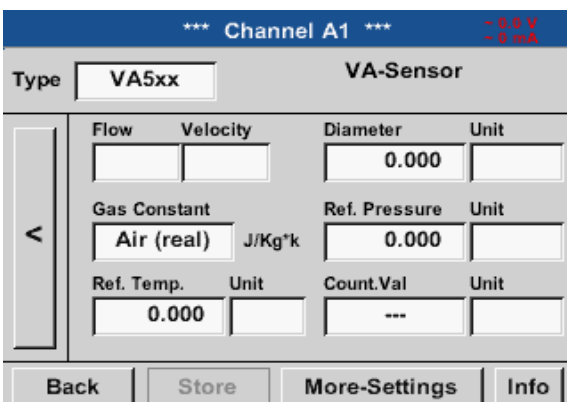 *** Channel A1 ***
~ 0.0 V
~ 0 mA
Type VA5xx VA-Sensor
Flow Velocity Diameter Unit
0.000
Gas Constant Ref. Pressure Unit
< Air (real) J/Kg*k 0.000
Ref. Temp. Unit Count.Val Unit
0.000 ---
Back Store More-Settings Info